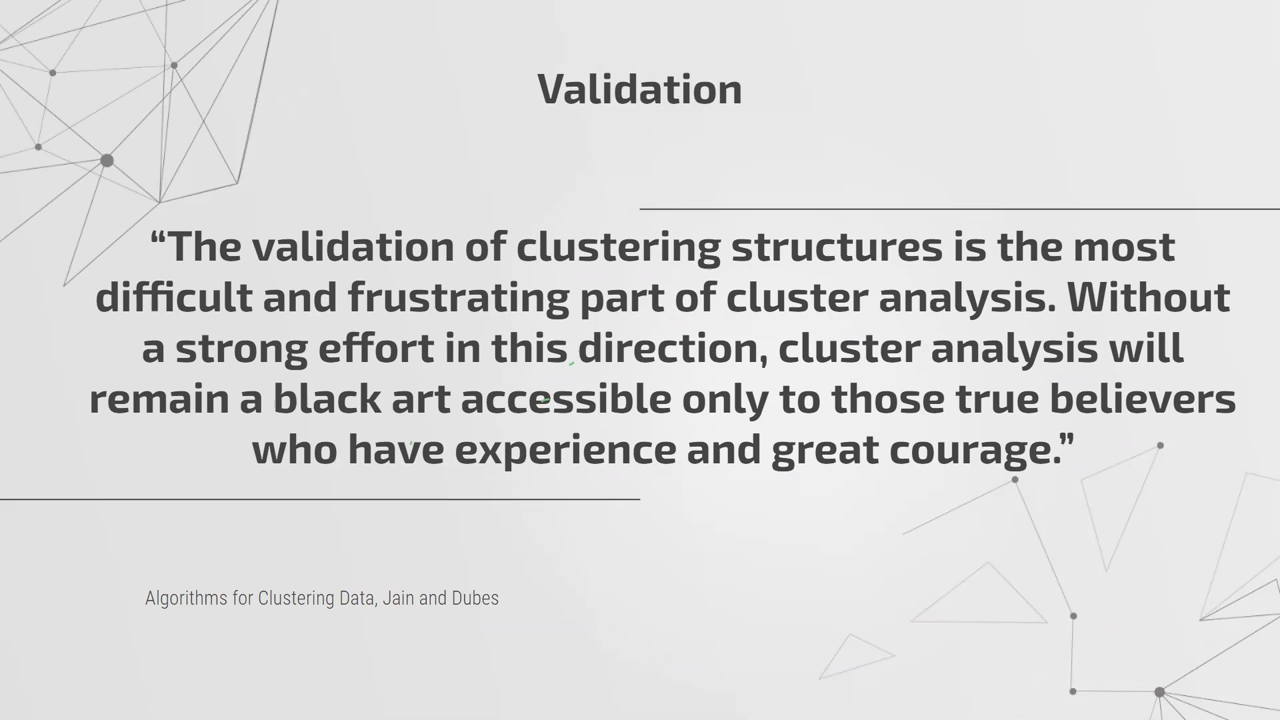 Validation
“The validation of clustering structures is the most
difficult and frustrating part of cluster analysis. Without
a strong effort in this direction, cluster analysis will
remain a black art accessible only to those true believers
who have experience and great courage.”
Algorithms for Clustering Data, Jain and Dubes